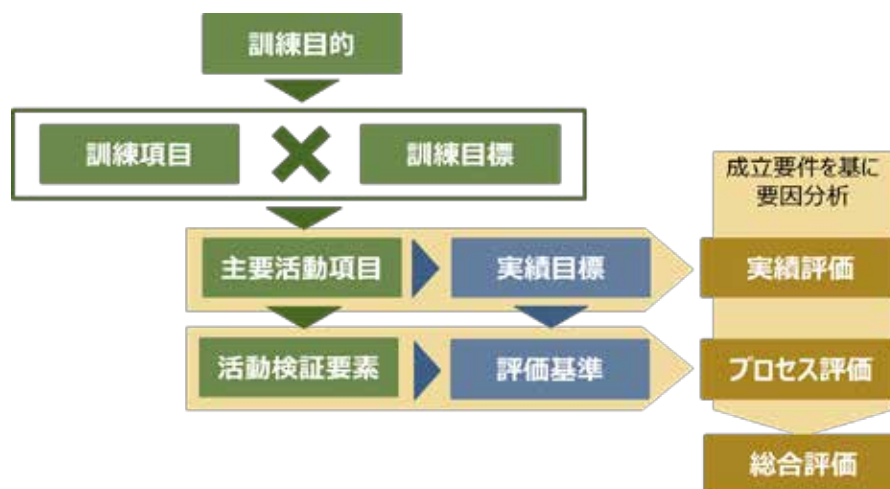 訓練目的
訓練項目
訓練目標
成立要件を基に
要因分析
主要活動項目
実績目標
実績評価
活動検証要素
評価基準
プロセス評価
総合評価